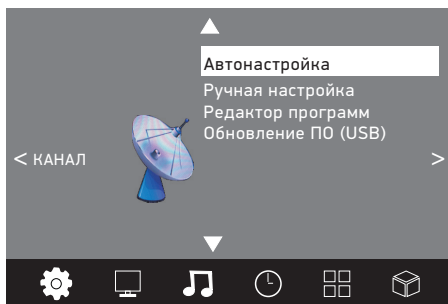 Автонастройка
Ручная настройка
Редактор программ
Обновление ПО (USB)
< КАНАЛ >